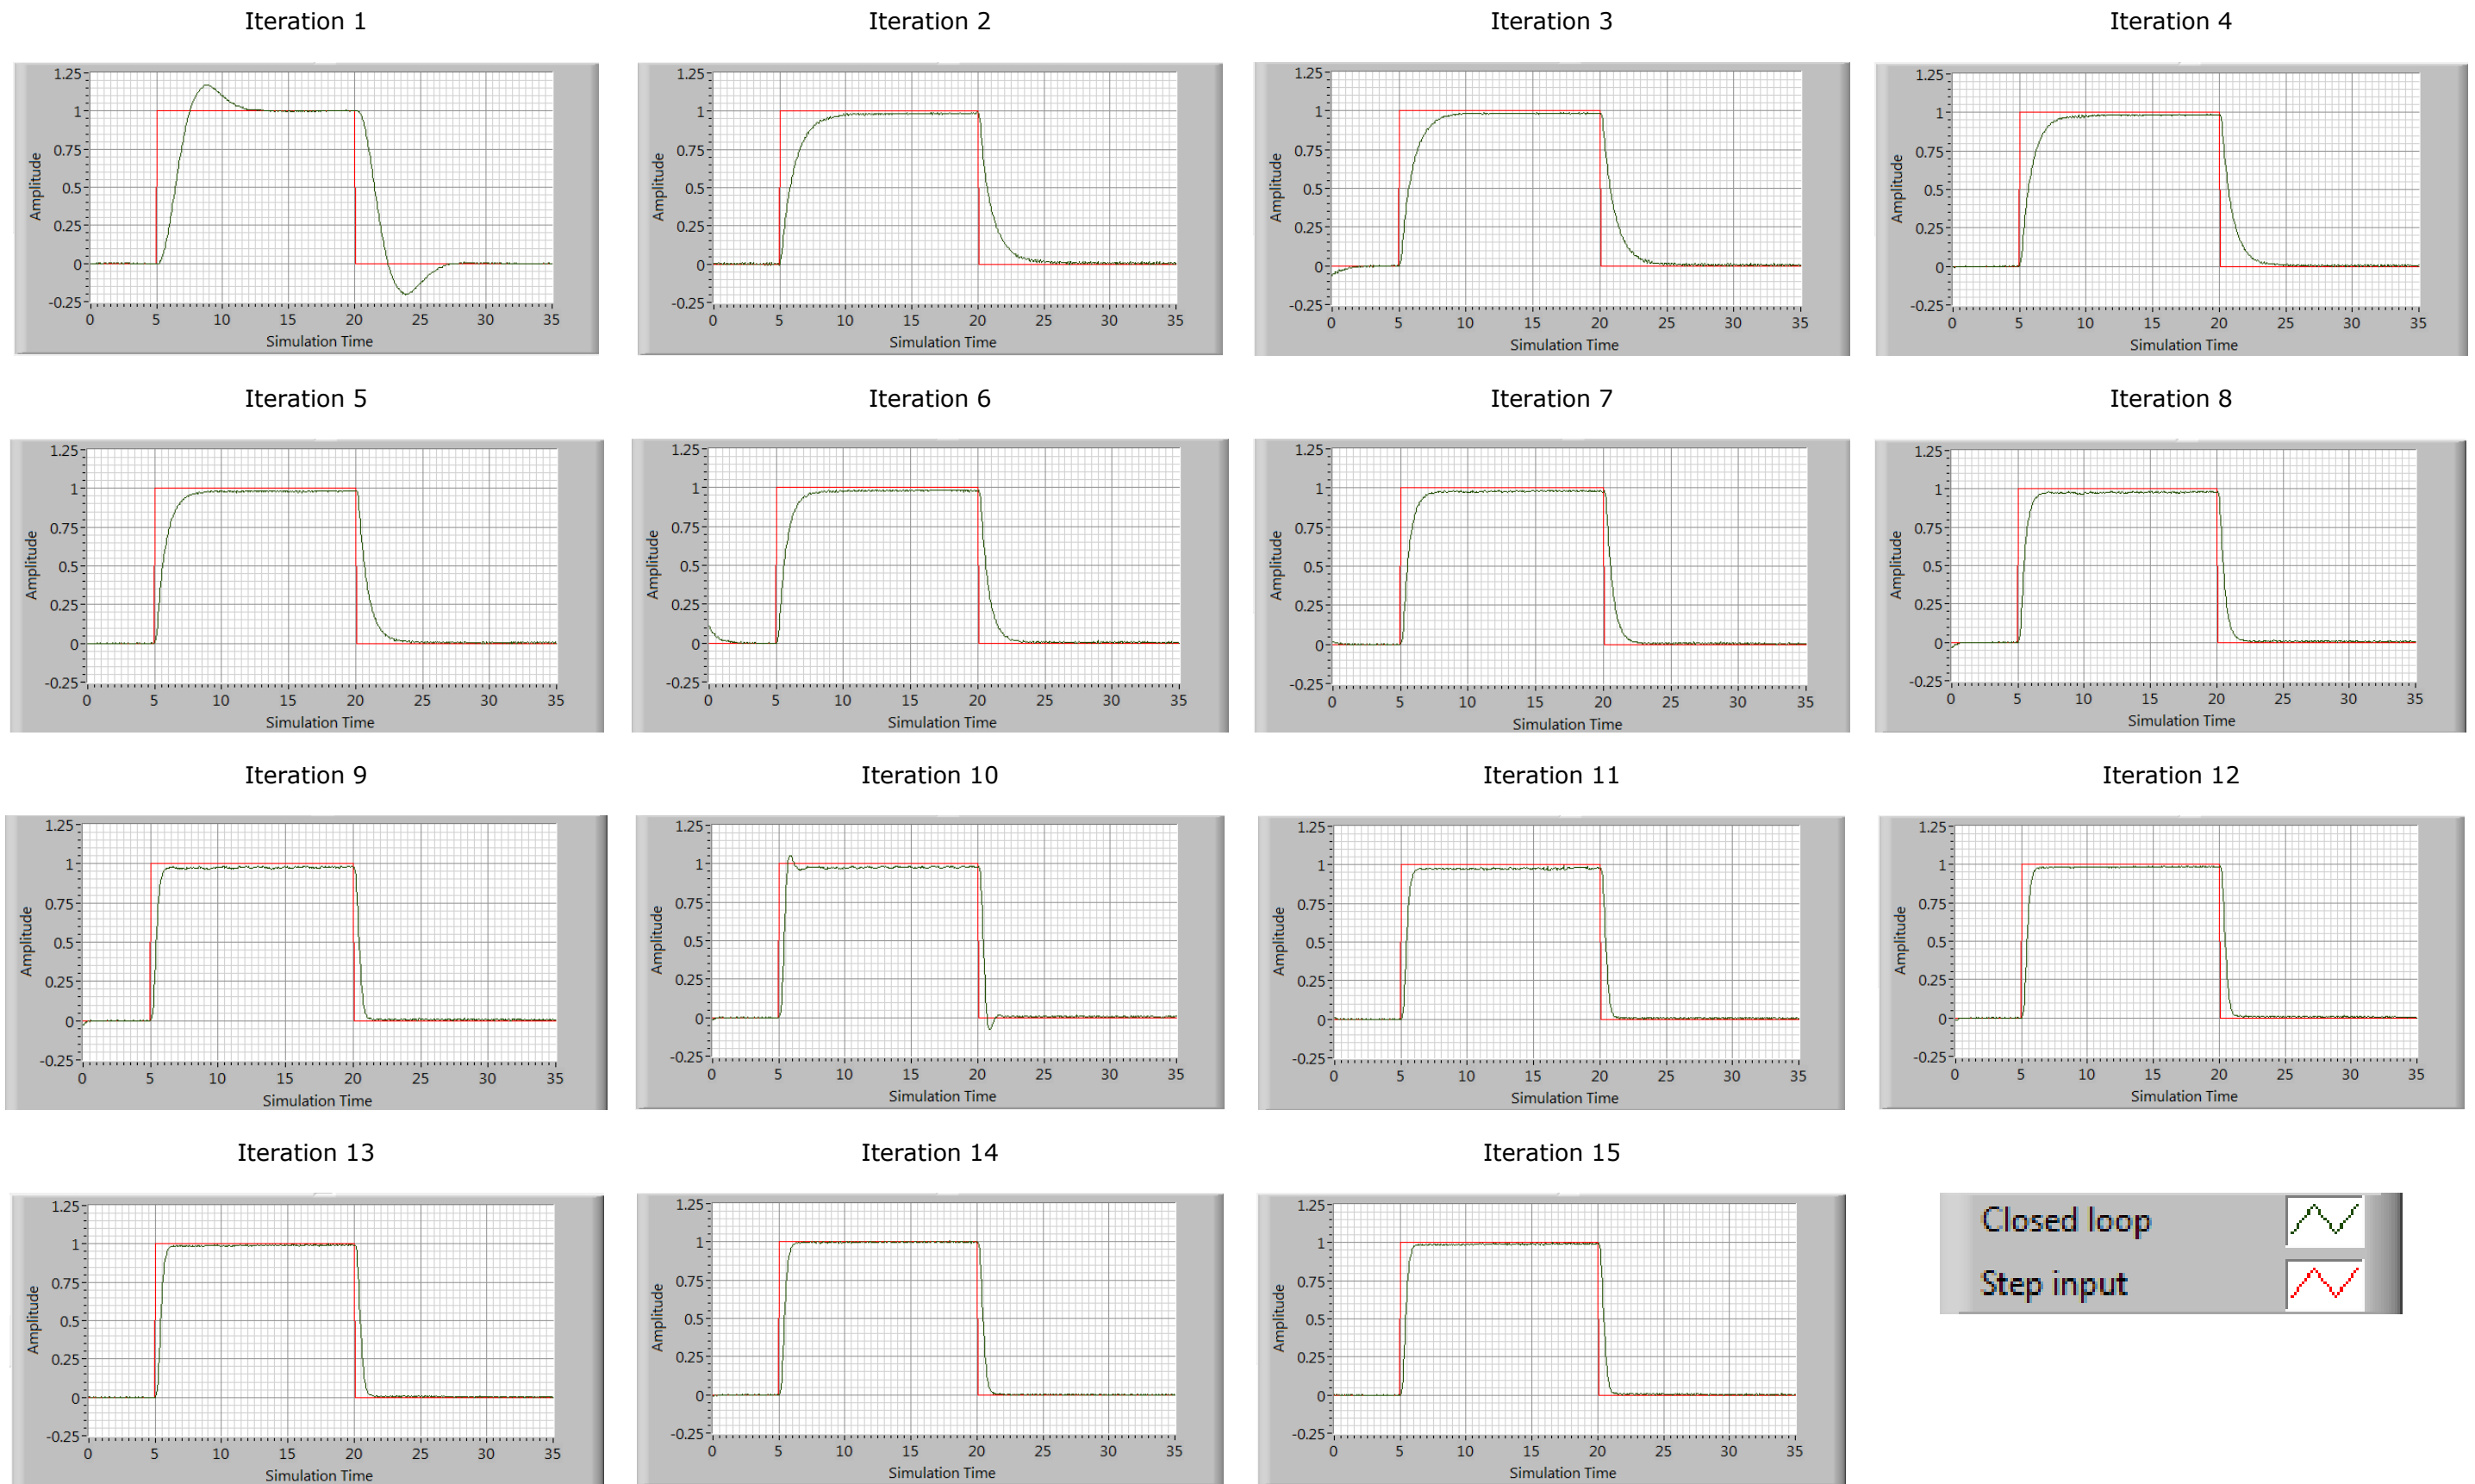 Iteration 1
Iteration 2
Iteration 3
Iteration 4
1.25
1
0.75
0.5
0.25
0
-0.25
Amplitude
0 5 10 15 20 25 30 35
Simulation Time
1.25
1
0.75
0.5
0.25
0
-0.25
Amplitude
0 5 10 15 20 25 30 35
Simulation Time
1.25
1
0.75
0.5
0.25
0
-0.25
Amplitude
0 5 10 15 20 25 30 35
Simulation Time
1.25
1
0.75
0.5
0.25
0
-0.25
Amplitude
0 5 10 15 20 25 30 35
Simulation Time
Iteration 5
Iteration 6
Iteration 7
Iteration 8
1.25
1
0.75
0.5
0.25
0
-0.25
Amplitude
0 5 10 15 20 25 30 35
Simulation Time
1.25
1
0.75
0.5
0.25
0
-0.25
Amplitude
0 5 10 15 20 25 30 35
Simulation Time
1.25
1
0.75
0.5
0.25
0
-0.25
Amplitude
0 5 10 15 20 25 30 35
Simulation Time
1.25
1
0.75
0.5
0.25
0
-0.25
Amplitude
0 5 10 15 20 25 30 35
Simulation Time
Iteration 9
Iteration 10
Iteration 11
Iteration 12
1.25
1
0.75
0.5
0.25
0
-0.25
Amplitude
0 5 10 15 20 25 30 35
Simulation Time
1.25
1
0.75
0.5
0.25
0
-0.25
Amplitude
0 5 10 15 20 25 30 35
Simulation Time
1.25
1
0.75
0.5
0.25
0
-0.25
Amplitude
0 5 10 15 20 25 30 35
Simulation Time
1.25
1
0.75
0.5
0.25
0
-0.25
Amplitude
0 5 10 15 20 25 30 35
Simulation Time
Iteration 13
Iteration 14
Iteration 15
1.25
1
0.75
0.5
0.25
0
-0.25
Amplitude
0 5 10 15 20 25 30 35
Simulation Time
1.25
1
0.75
0.5
0.25
0
-0.25
Amplitude
0 5 10 15 20 25 30 35
Simulation Time
1.25
1
0.75
0.5
0.25
0
-0.25
Amplitude
0 5 10 15 20 25 30 35
Simulation Time
Closed loop
Step input